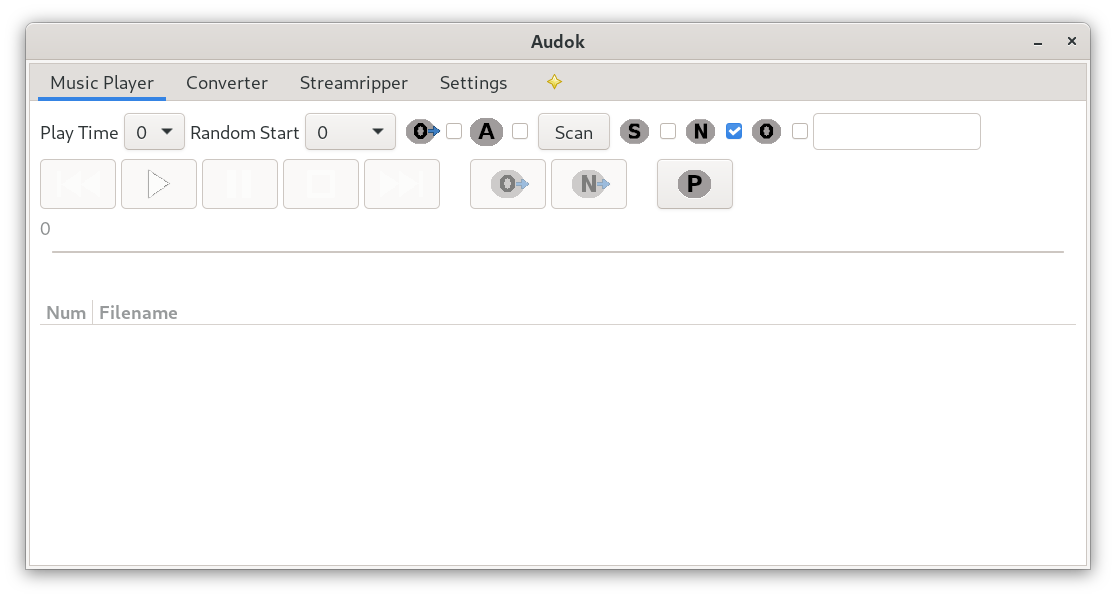 Audok
Music Player Converter Streamripper Settings
Play Time 0 Random Start 0 O A Scan S N O
O N P
0
Num Filename